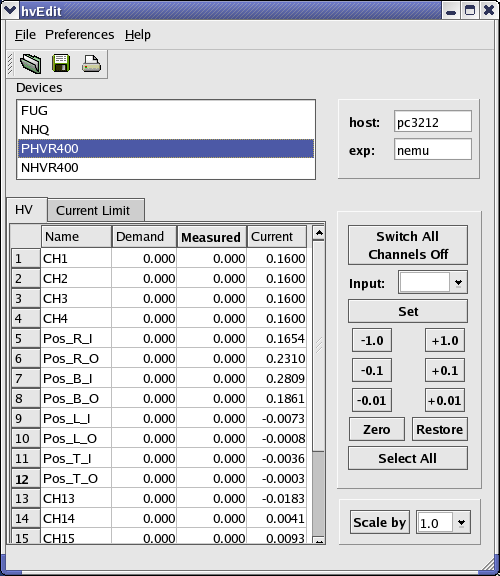 hvEdit
File Preferences Help
Devices
FUG
NHQ
PHVR400
NHVR400
host: pc3212
exp: nemu
HV Current Limit
Name Demand Measured Current
1 CH1 0.000 0.000 0.1600
2 CH2 0.000 0.000 0.1600
3 CH3 0.000 0.000 0.1600
4 CH4 0.000 0.000 0.1600
5 Pos_R_I 0.000 0.000 0.1654
6 Pos_R_O 0.000 0.000 0.2310
7 Pos_B_I 0.000 0.000 0.2809
8 Pos_B_O 0.000 0.000 0.1861
9 Pos_L_I 0.000 0.000 -0.0073
10 Pos_L_O 0.000 0.000 -0.0008
11 Pos_T_I 0.000 0.000 -0.0036
12 Pos_T_O 0.000 0.000 -0.0003
13 CH13 0.000 0.000 -0.0183
14 CH14 0.000 0.000 0.0041
15 CH15 0.000 0.000 0.0093
Switch All
Channels Off
Input:
Set
-1.0 +1.0
-0.1 +0.1
-0.01 +0.01
Zero Restore
Select All
Scale by 1.0